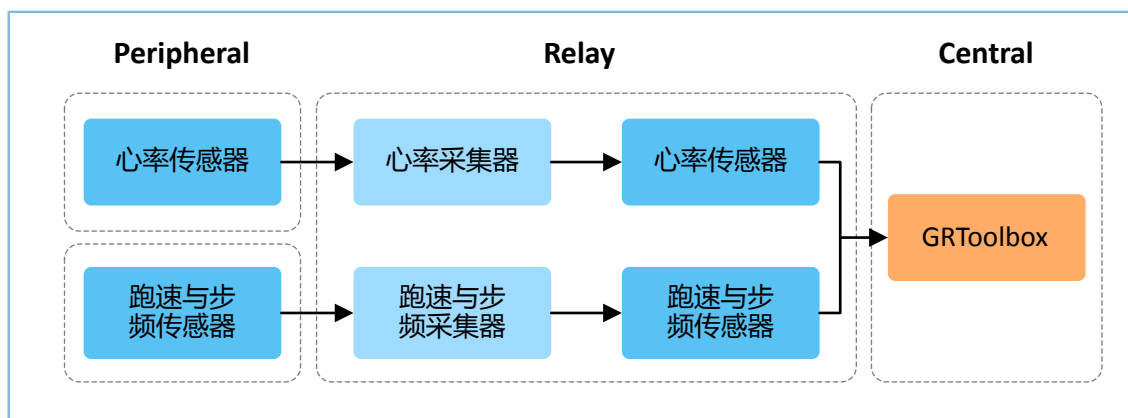 Peripheral
Relay
Central
心率传感器
心率采集器
心率传感器
GRToolbox
跑速与步
频传感器
跑速与步
频采集器
跑速与步
频传感器